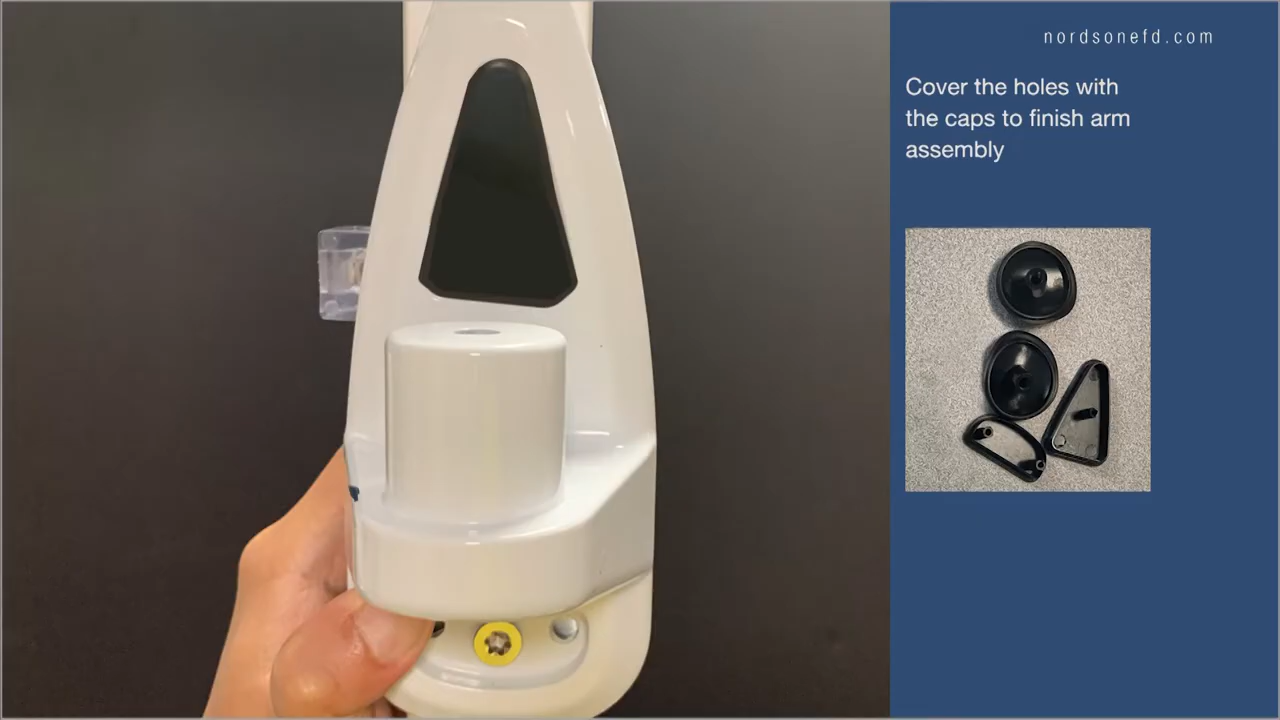 nordsonefd.com
Cover the holes with
the caps to finish arm
assembly